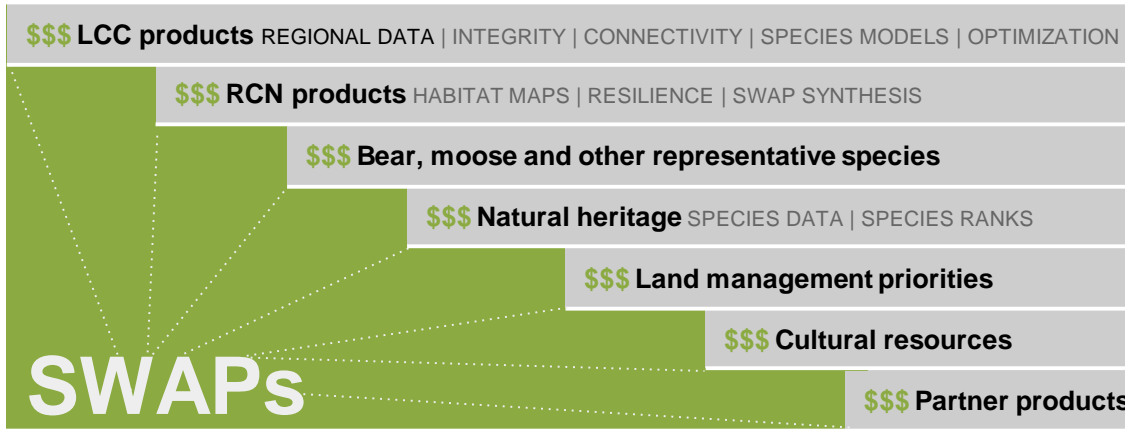 $$$ LCC products REGIONAL DATA | INTEGRITY | CONNECTIVITY | SPECIES MODELS | OPTIMIZATION
$$$ RCN products HABITAT MAPS | RESILIENCE | SWAP SYNTHESIS
$$$ Bear, moose and other representative species
$$$ Natural heritage SPECIES DATA | SPECIES RANKS
$$$ Land management priorities
$$$ Cultural resources
SWAPs
$$$ Partner products